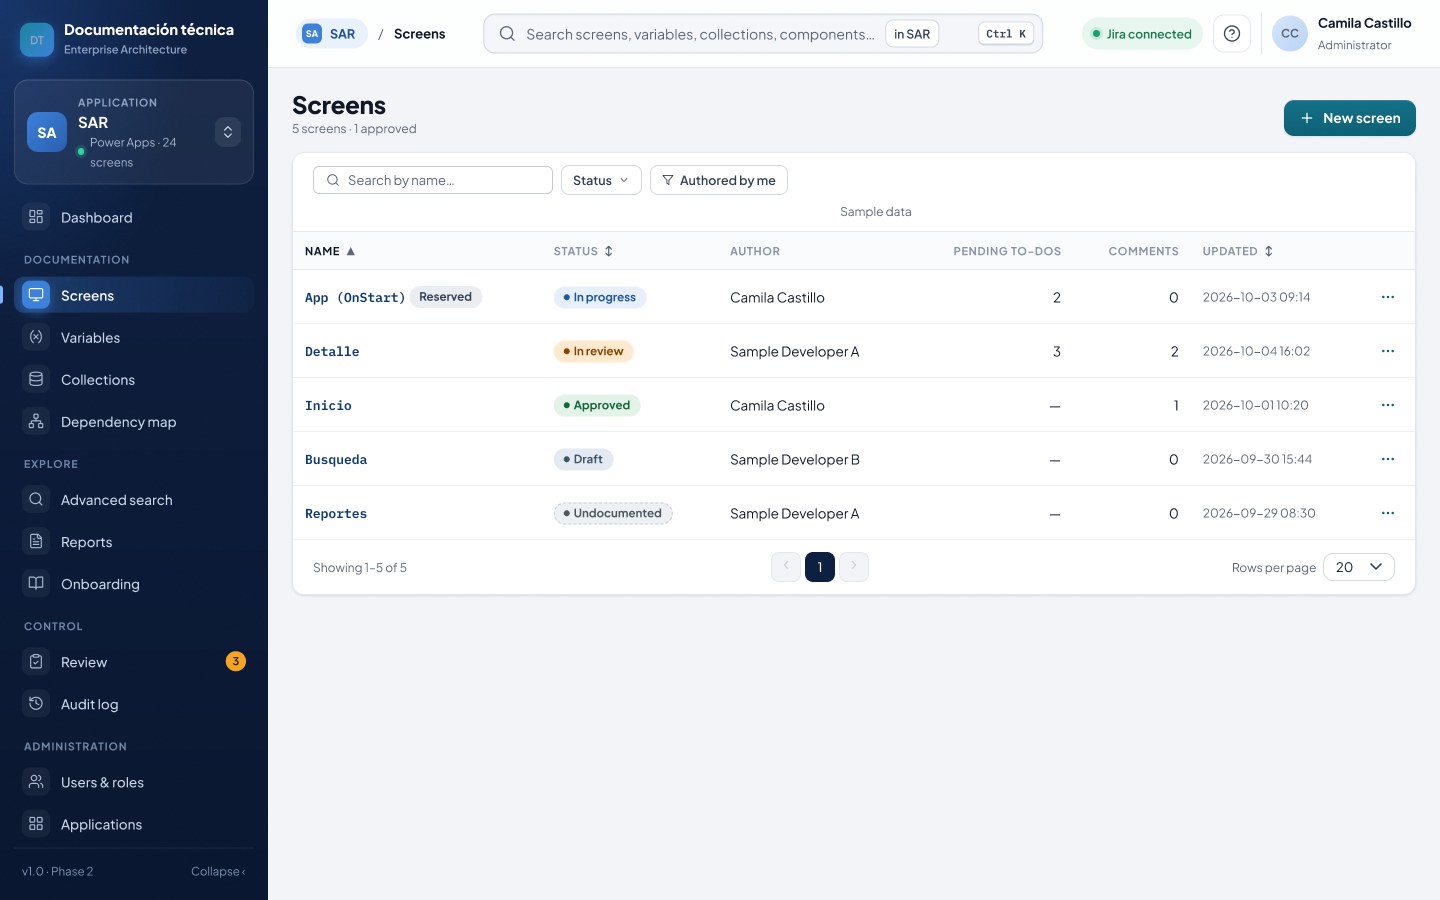 DT
Documentación técnica
Enterprise Architecture
SA
APPLICATION
SAR
Power Apps · 24
screens
Dashboard
DOCUMENTATION
Screens
Variables
Collections
Dependency map
EXPLORE
Advanced search
Reports
Onboarding
CONTROL
Review
3
Audit log
ADMINISTRATION
Users & roles
Applications
v1.0 · Phase 2
Collapse ‹
SA SAR / Screens
Search screens, variables, collections, components…
in SAR
Ctrl K
Jira connected
CC
Camila Castillo
Administrator
Screens
5 screens · 1 approved
+ New screen
Search by name…
Status
Authored by me
Sample data
NAME ▲ STATUS ↕ AUTHOR PENDING TO-DOS COMMENTS UPDATED ↕
App (OnStart) Reserved In progress Camila Castillo 2 0 2026-10-03 09:14 ···
Detalle In review Sample Developer A 3 2 2026-10-04 16:02 ···
Inicio Approved Camila Castillo — 1 2026-10-01 10:20 ···
Busqueda Draft Sample Developer B — 0 2026-09-30 15:44 ···
Reportes Undocumented Sample Developer A — 0 2026-09-29 08:30 ···
Showing 1–5 of 5
‹ 1 ›
Rows per page 20